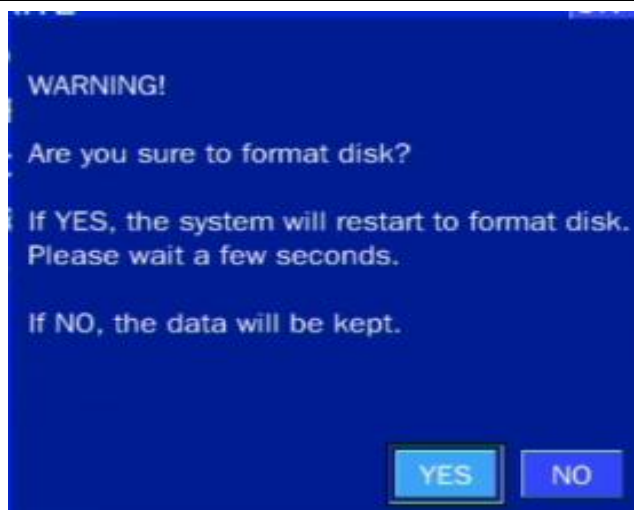 WARNING!
Are you sure to format disk?
If YES, the system will restart to format disk.
Please wait a few seconds.
If NO, the data will be kept.
YES NO